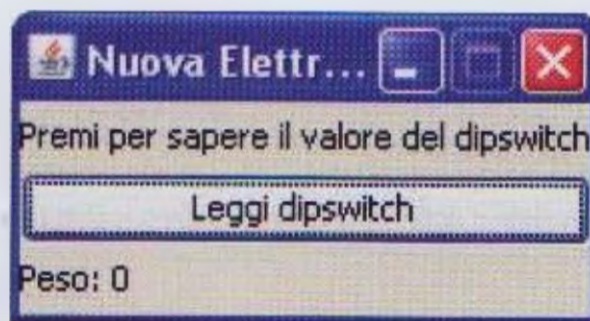 Nuova Elettr...
Premi per sapere il valore del dipswitch
Leggi dipswitch
Peso: 0